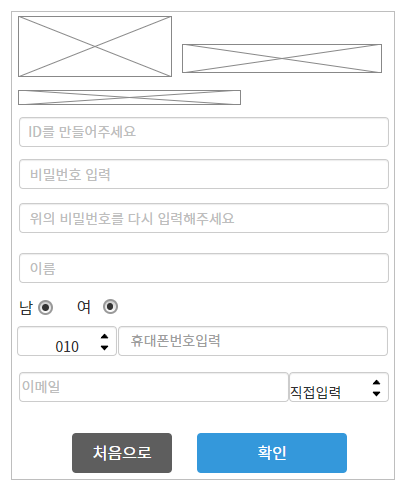 ID를 만들어주세요
비밀번호 입력
위의 비밀번호를 다시 입력해주세요
이름
남 여
010 휴대폰번호입력
이메일 직접입력
처음으로 확인